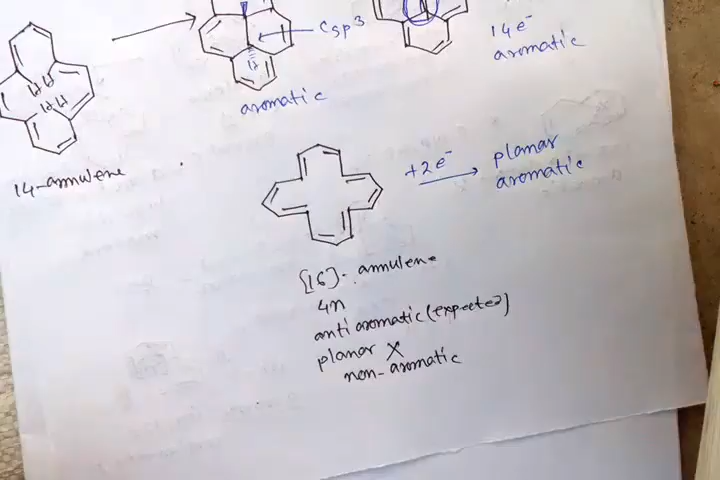 Csp³
14e⁻
aromatic
aromatic
H H
H H
14-annulene
+2e⁻
planar
aromatic
[16]-annulene
4n
anti aromatic (expected)
planar X
non-aromatic